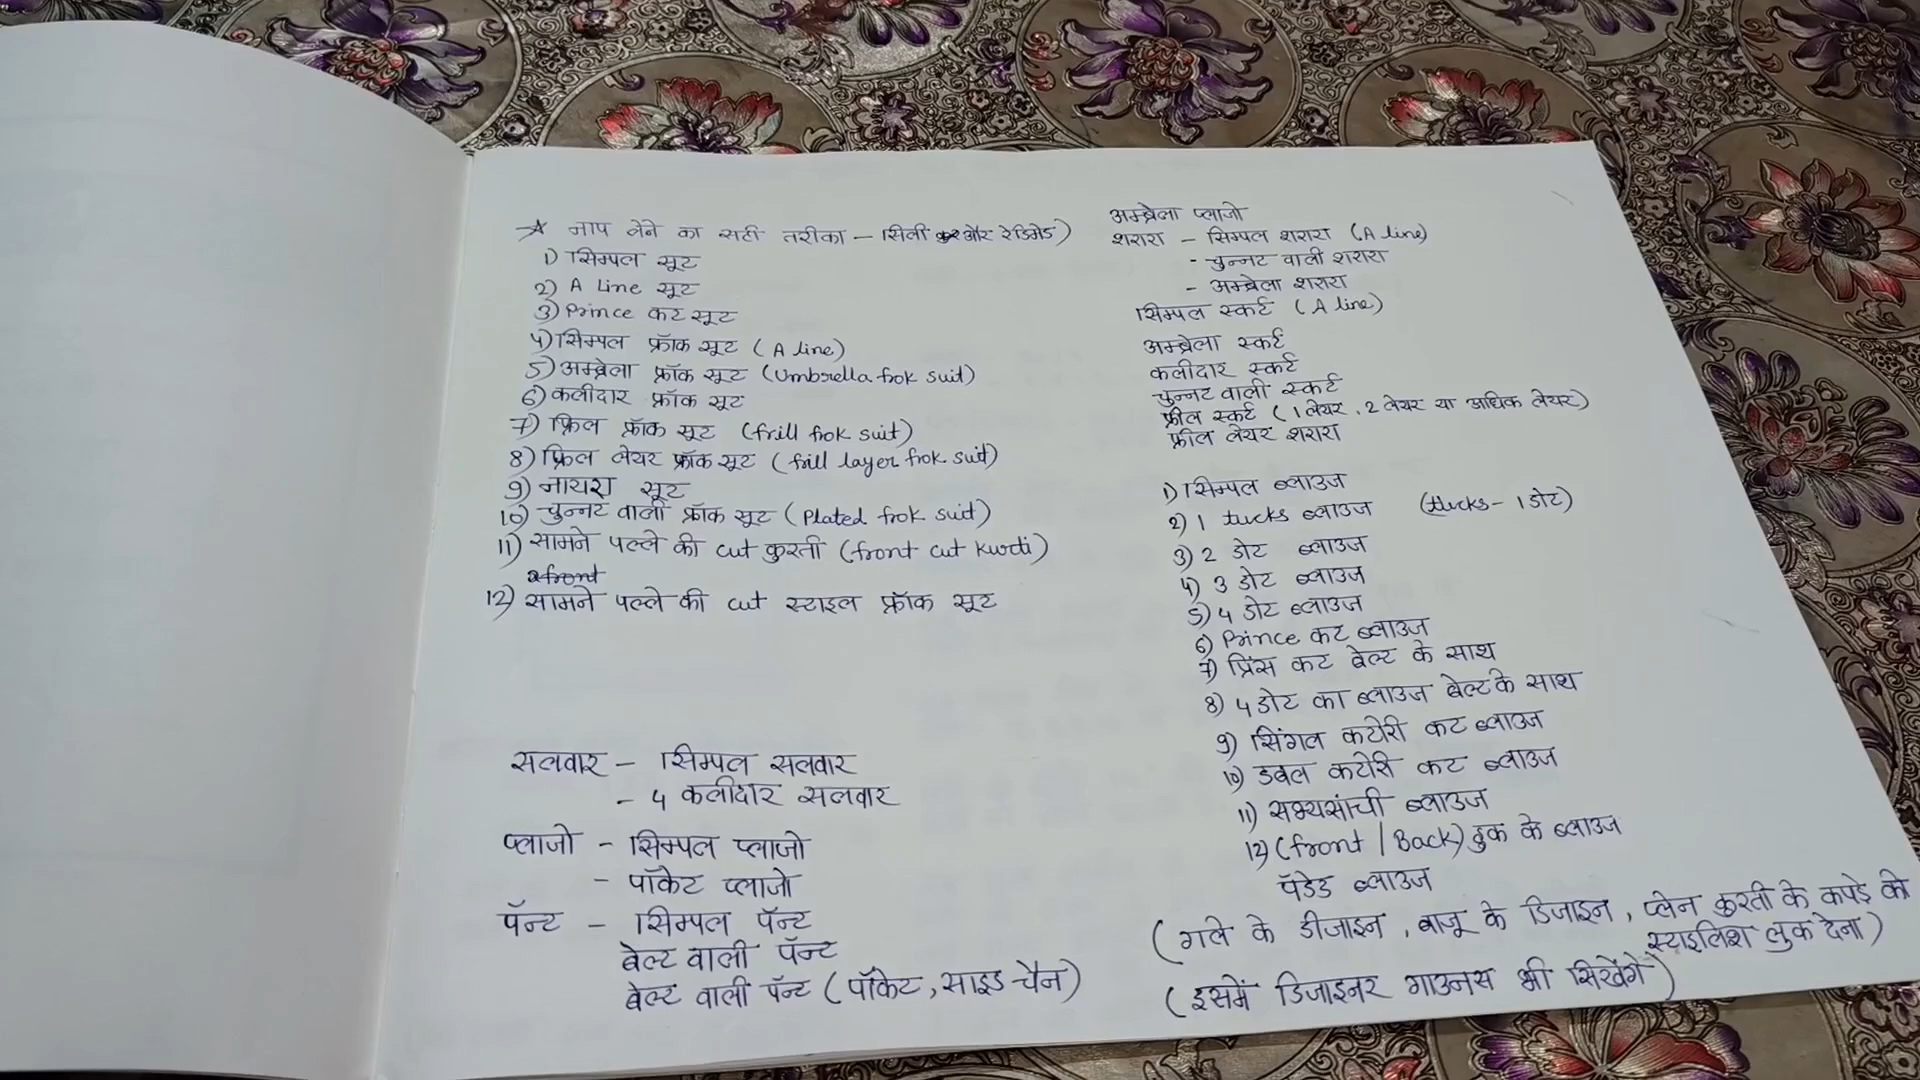 ☆ नाप लेने का सही तरीका – सिली और रेडिमेड)
1) सिम्पल सूट
2) A Line सूट
3) Prince कट सूट
4) सिम्पल फ्रॉक सूट (A line)
5) अम्ब्रेला फ्रॉक सूट (Umbrella frok suit)
6) कलीदार फ्रॉक सूट
7) फ्रिल फ्रॉक सूट (frill frok suit)
8) फ्रिल लेयर फ्रॉक सूट (frill layer frok suit)
9) नायरा सूट
10) चुन्नट वाली फ्रॉक सूट (Plated frok suit)
11) सामने पल्ले की cut कुरती (front cut Kurti)
front
12) सामने पल्ले की cut स्टाइल फ्रॉक सूट
सलवार – सिम्पल सलवार
- 4 कलीदार सलवार
प्लाजो – सिम्पल प्लाजो
– पॉकेट प्लाजो
पॅन्ट – सिम्पल पॅन्ट
बेल्ट वाली पॅन्ट
बेल्ट वाली पॅन्ट (पॉकेट, साइड चैन)
अम्ब्रेला प्लाजो
शरारा – सिम्पल शरारा (A line)
- चुन्नट वाली शरारा
- अम्ब्रेला शरारा
सिम्पल स्कर्ट (A line)
अम्ब्रेला स्कर्ट
कलीदार स्कर्ट
चुन्नट वाली स्कर्ट
फ्रील स्कर्ट (1 लेयर, 2 लेयर या अधिक लेयर)
फ्रील लेयर शरारा
1) सिम्पल ब्लाउज
2) 1 tucks ब्लाउज (tucks – 1 डोट)
3) 2 डोट ब्लाउज
4) 3 डोट ब्लाउज
5) 4 डोट ब्लाउज
6) Prince कट ब्लाउज
7) प्रिंस कट बेल्ट के साथ
8) 4 डोट का ब्लाउज बेल्ट के साथ
9) सिंगल कटोरी कट ब्लाउज
10) डबल कटोरी कट ब्लाउज
11) सभ्यसांची ब्लाउज
12) (front / Back) हुक के ब्लाउज
पॅडेड ब्लाउज
(गले के डीजाइन, बाजू के डिजाइन, प्लेन कुरती के कपड़े को
स्टाइलिश लुक देना)
(इसमें डिजाइनर गाउनस भी सिखेंगे)